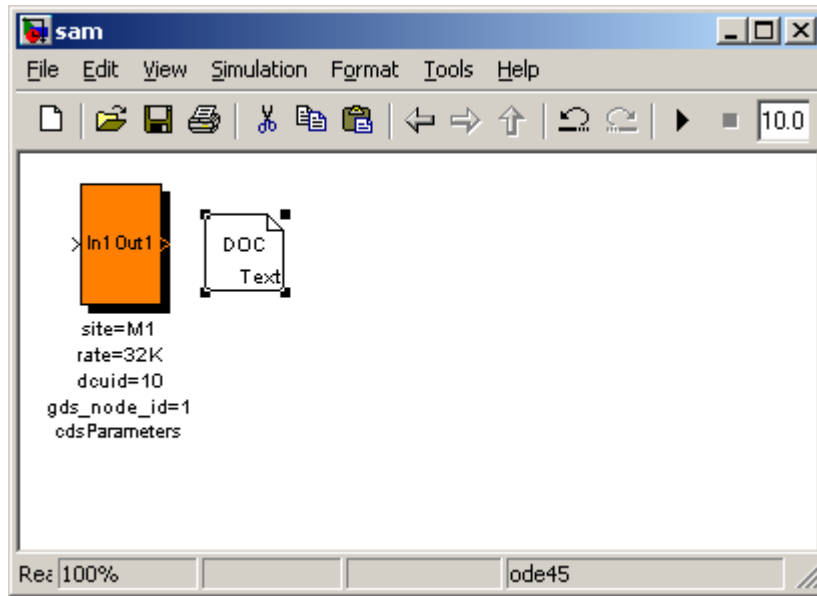 sam
File Edit View Simulation Format Tools Help
10.0
In1 Out1
DOC
Text
site=M1
rate=32K
dcuid=10
gds_node_id=1
cdsParameters
Rea 100% ode45